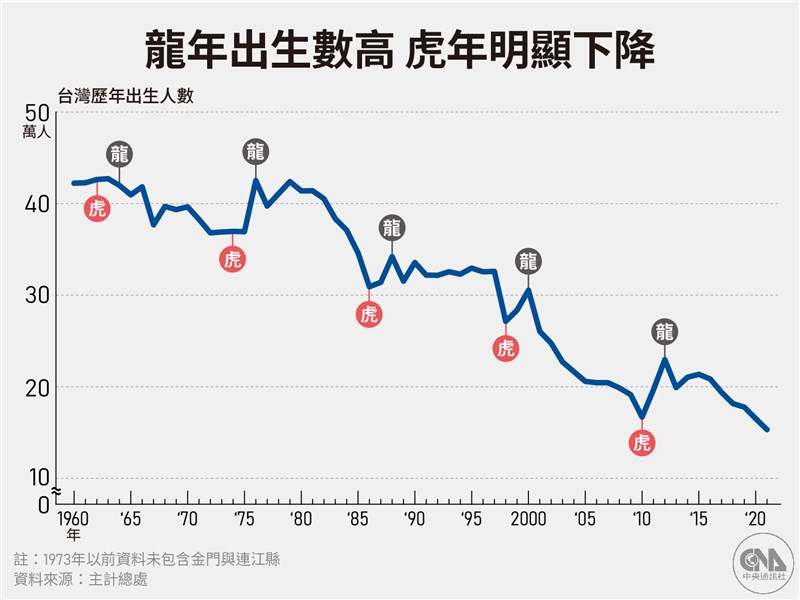 龍年出生數高 虎年明顯下降
台灣歷年出生人數
50
萬人
龍
龍
40
虎
虎
龍
30
龍
虎
虎
龍
20
虎
10
0
1960 '65 '70 '75 '80 '85 '90 '95 2000 '05 '10 '15 '20
年
註：1973年以前資料未包含金門與連江縣
資料來源：主計總處
CNA
中央通訊社